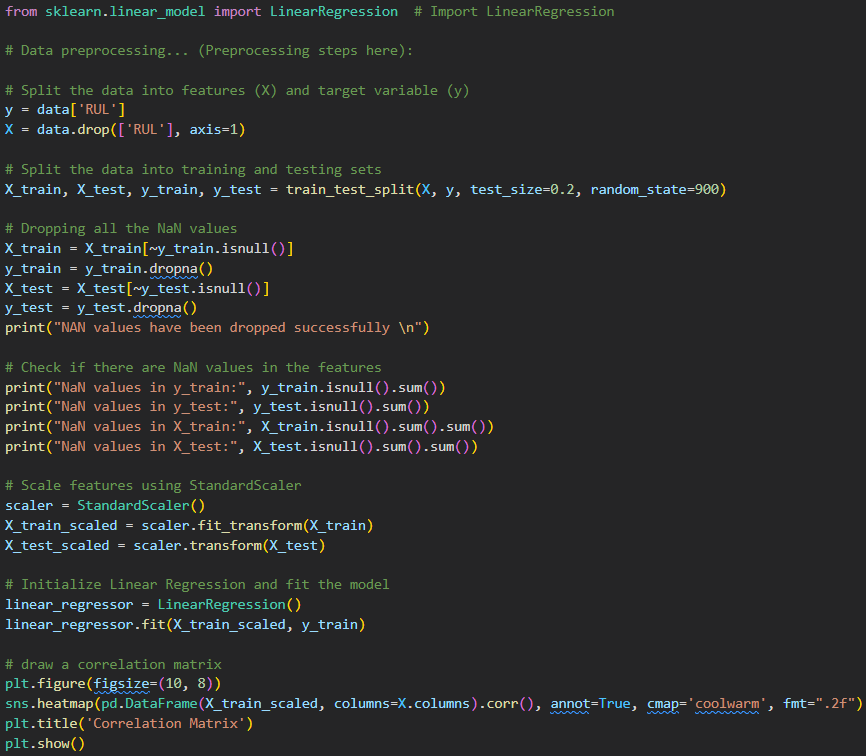 from sklearn.linear_model import LinearRegression  # Import LinearRegression
# Data preprocessing... (Preprocessing steps here):
# Split the data into features (X) and target variable (y)
y = data['RUL']
X = data.drop(['RUL'], axis=1)
# Split the data into training and testing sets
X_train, X_test, y_train, y_test = train_test_split(X, y, test_size=0.2, random_state=900)
# Dropping all the NaN values
X_train = X_train[~y_train.isnull()]
y_train = y_train.dropna()
X_test = X_test[~y_test.isnull()]
y_test = y_test.dropna()
print("NAN values have been dropped successfully \n")
# Check if there are NaN values in the features
print("NaN values in y_train:", y_train.isnull().sum())
print("NaN values in y_test:", y_test.isnull().sum())
print("NaN values in X_train:", X_train.isnull().sum().sum())
print("NaN values in X_test:", X_test.isnull().sum().sum())
# Scale features using StandardScaler
scaler = StandardScaler()
X_train_scaled = scaler.fit_transform(X_train)
X_test_scaled = scaler.transform(X_test)
# Initialize Linear Regression and fit the model
linear_regressor = LinearRegression()
linear_regressor.fit(X_train_scaled, y_train)
# draw a correlation matrix
plt.figure(figsize=(10, 8))
sns.heatmap(pd.DataFrame(X_train_scaled, columns=X.columns).corr(), annot=True, cmap='coolwarm', fmt=".2f")
plt.title('Correlation Matrix')
plt.show()